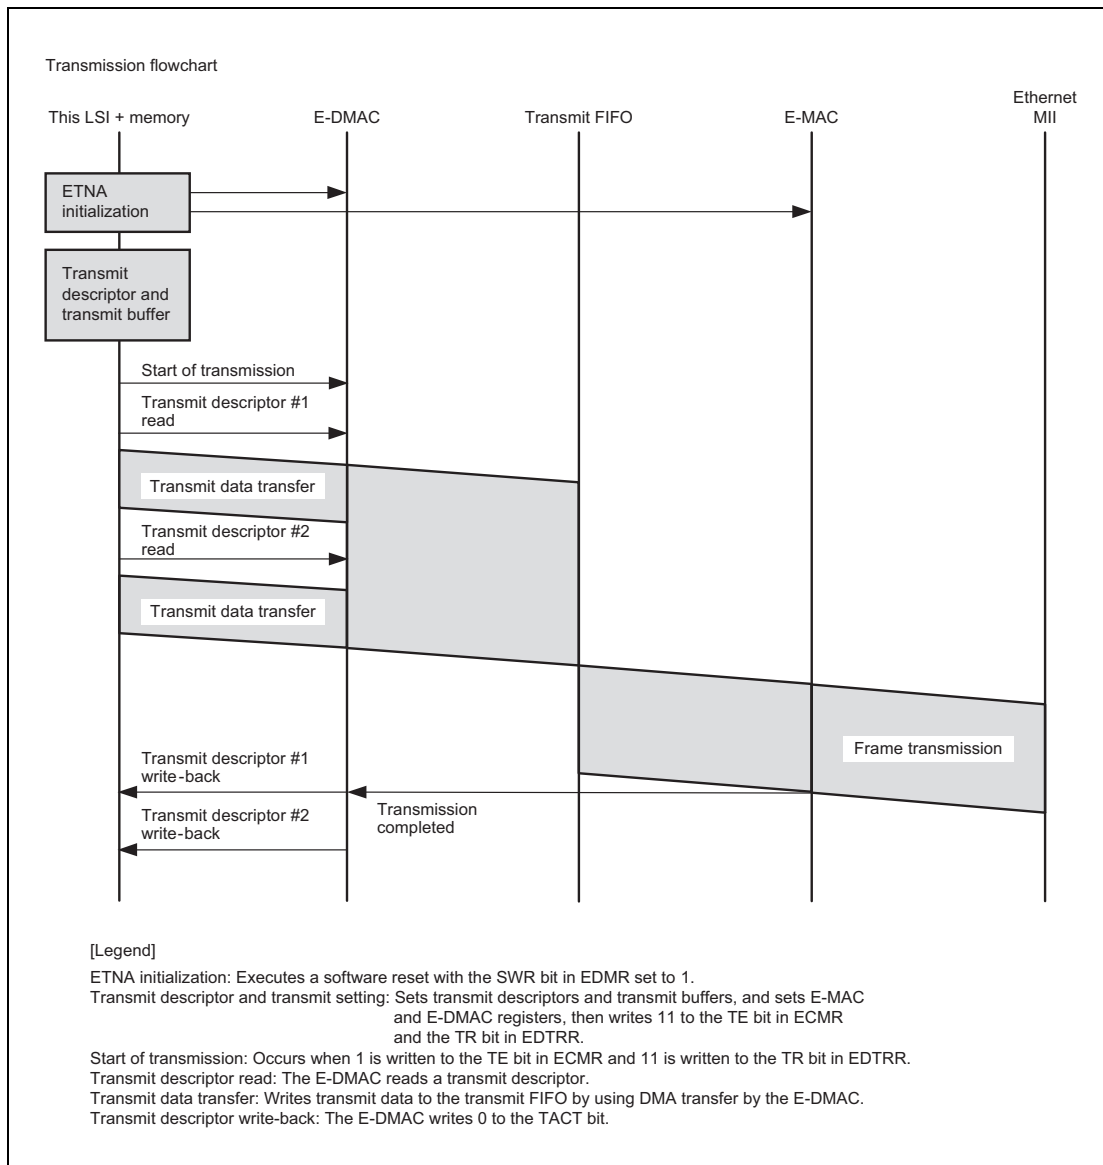 Transmission flowchart
This LSI + memory
E-DMAC
Transmit FIFO
E-MAC
Ethernet
MII
ETNA
initialization
Transmit
descriptor and
transmit buffer
Start of transmission
Transmit descriptor #1
read
Transmit data transfer
Transmit descriptor #2
read
Transmit data transfer
Frame transmission
Transmit descriptor #1
write-back
Transmission
completed
Transmit descriptor #2
write-back
[Legend]
ETNA initialization: Executes a software reset with the SWR bit in EDMR set to 1.
Transmit descriptor and transmit setting: Sets transmit descriptors and transmit buffers, and sets E-MAC
and E-DMAC registers, then writes 11 to the TE bit in ECMR
and the TR bit in EDTRR.
Start of transmission: Occurs when 1 is written to the TE bit in ECMR and 11 is written to the TR bit in EDTRR.
Transmit descriptor read: The E-DMAC reads a transmit descriptor.
Transmit data transfer: Writes transmit data to the transmit FIFO by using DMA transfer by the E-DMAC.
Transmit descriptor write-back: The E-DMAC writes 0 to the TACT bit.